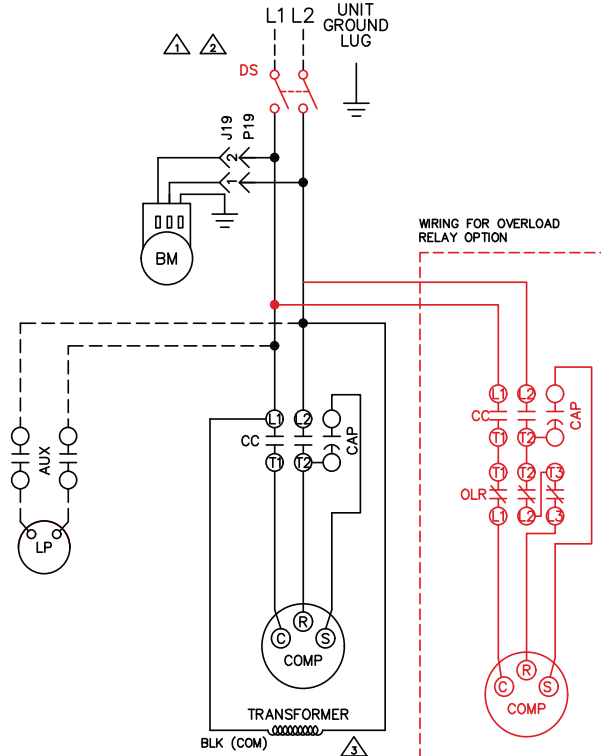 L1 L2 UNIT
GROUND
LUG
1 2
DS
J19 P19
2
1
BM
WIRING FOR OVERLOAD
RELAY OPTION
L1 L2
CC
CAP
T1 T2
AUX
LP
R
C S
COMP
TRANSFORMER
BLK (COM)
3
L1 L2
CC
CAP
T1 T2
T1 T2 T3
OLR
L1 L2 L3
R
C S
COMP